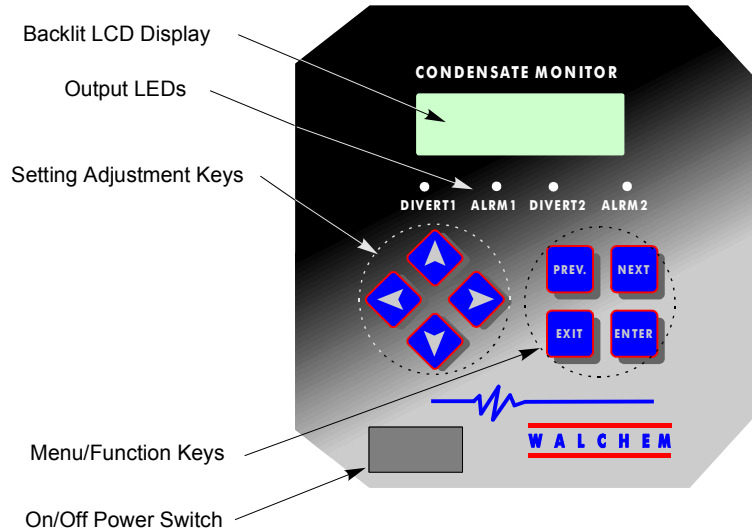 Backlit LCD Display
Output LEDs
Setting Adjustment Keys
Menu/Function Keys
On/Off Power Switch
CONDENSATE MONITOR
DIVERT1 ALRM1 DIVERT2 ALRM2
PREV. NEXT
EXIT ENTER
WALCHEM